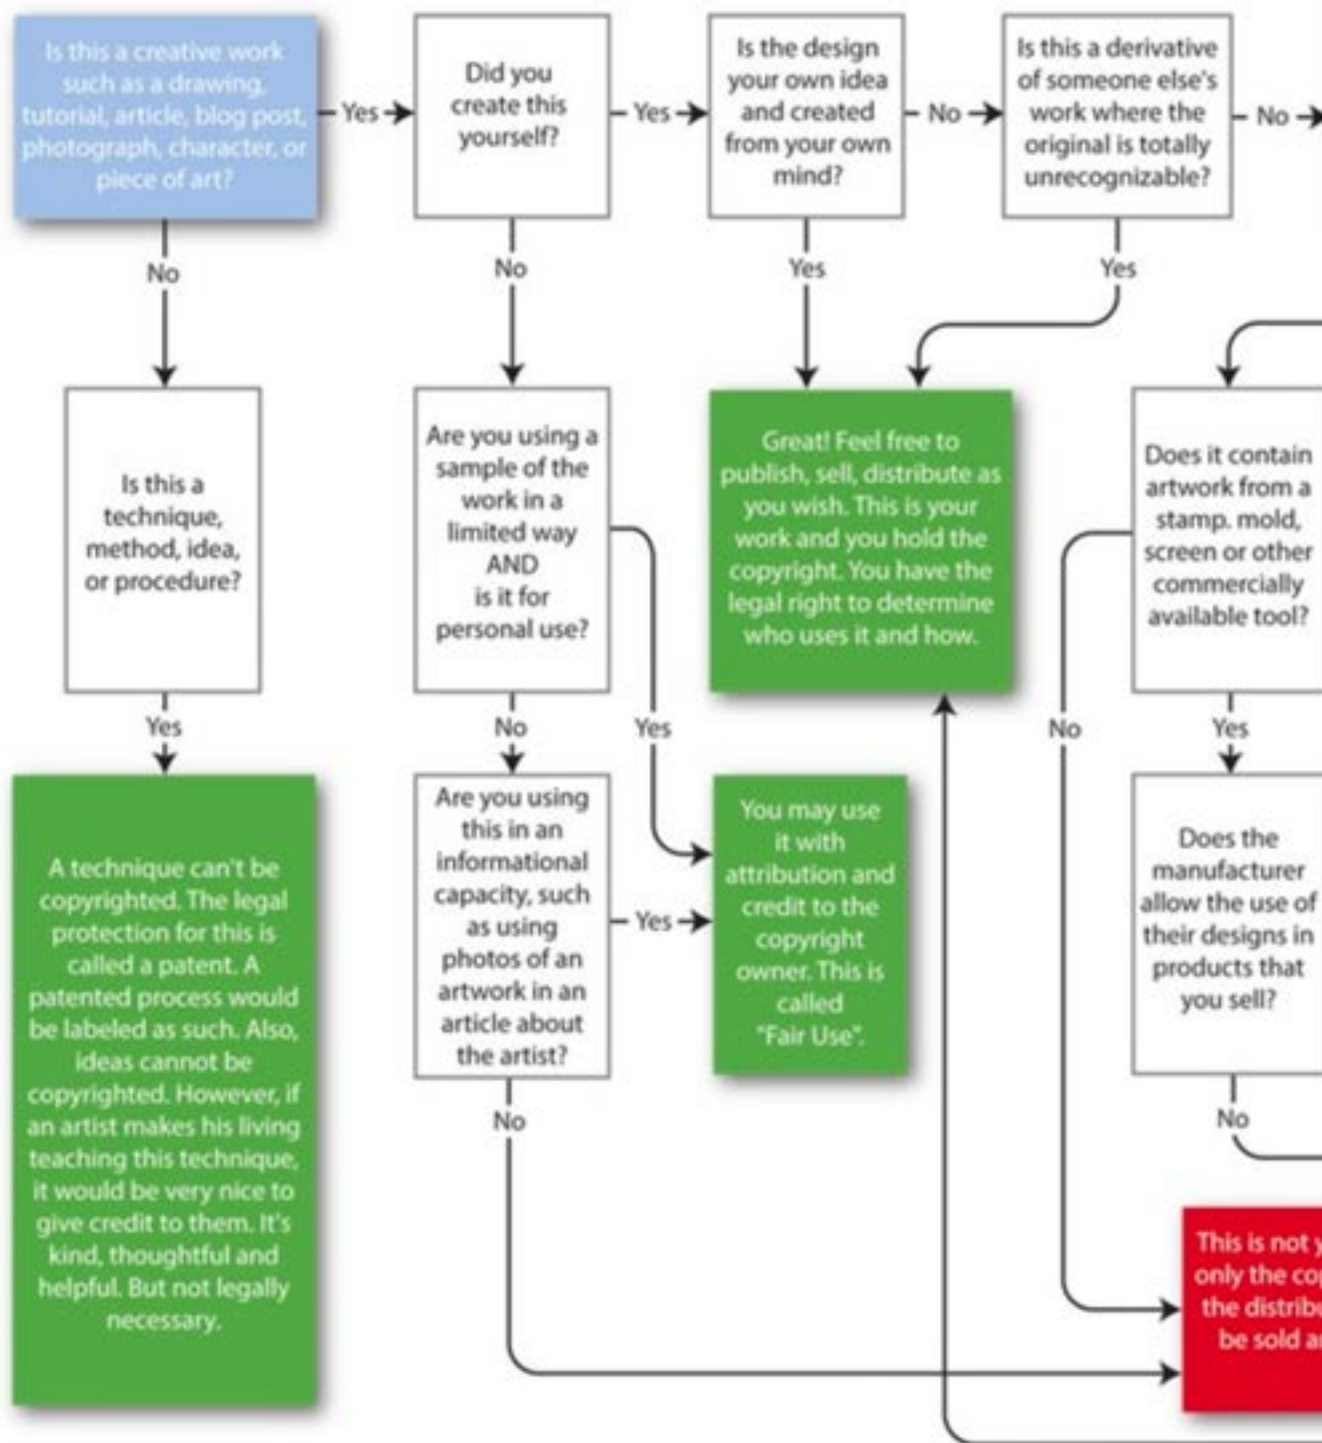 Is this a creative work
such as a drawing,
tutorial, article, blog post,
photograph, character, or
piece of art?
Yes
Did you
create this
yourself?
Yes
Is the design
your own idea
and created
from your own
mind?
No
Is this a derivative
of someone else's
work where the
original is totally
unrecognizable?
No
No
No
Yes
Yes
Is this a
technique,
method, idea,
or procedure?
Are you using a
sample of the
work in a
limited way
AND
is it for
personal use?
Great! Feel free to
publish, sell, distribute as
you wish. This is your
work and you hold the
copyright. You have the
legal right to determine
who uses it and how.
Does it contain
artwork from a
stamp. mold,
screen or other
commercially
available tool?
Yes
No
Yes
No
Yes
A technique can't be
copyrighted. The legal
protection for this is
called a patent. A
patented process would
be labeled as such. Also,
ideas cannot be
copyrighted. However, if
an artist makes his living
teaching this technique,
it would be very nice to
give credit to them. It's
kind, thoughtful and
helpful. But not legally
necessary.
Are you using
this in an
informational
capacity, such
as using
photos of an
artwork in an
article about
the artist?
Yes
You may use
it with
attribution and
credit to the
copyright
owner. This is
called
"Fair Use".
Does the
manufacturer
allow the use of
their designs in
products that
you sell?
No
No
This is not
only the
the
be sold